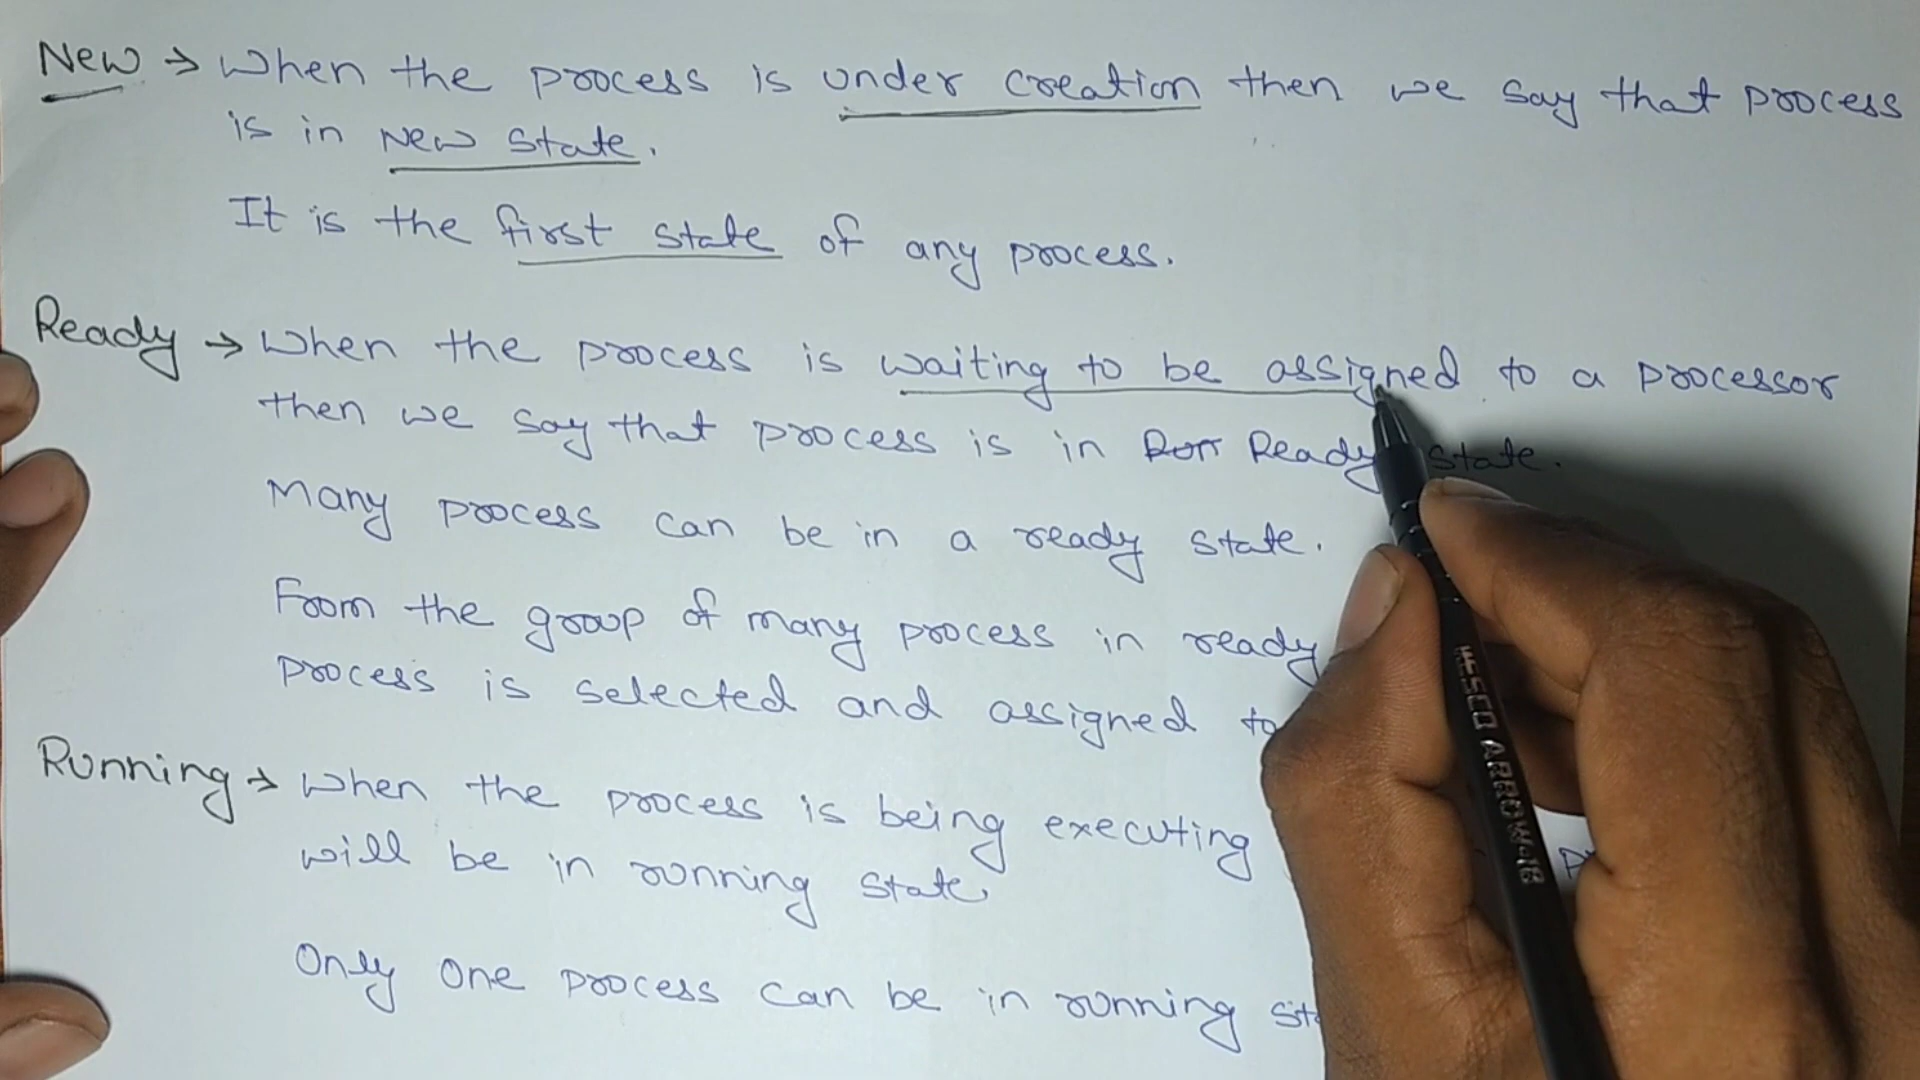 New → When the process is under creation then we say that process
is in New state.
It is the first state of any process.
Ready → When the process is waiting to be assigned to a processor
then we say that process is in Ready state.
Many process can be in a ready state.
From the group of many process in ready
process is selected and assigned to
Running → When the process is being executing
will be in running state.
Only one process can be in running
HESCO ARROW-18